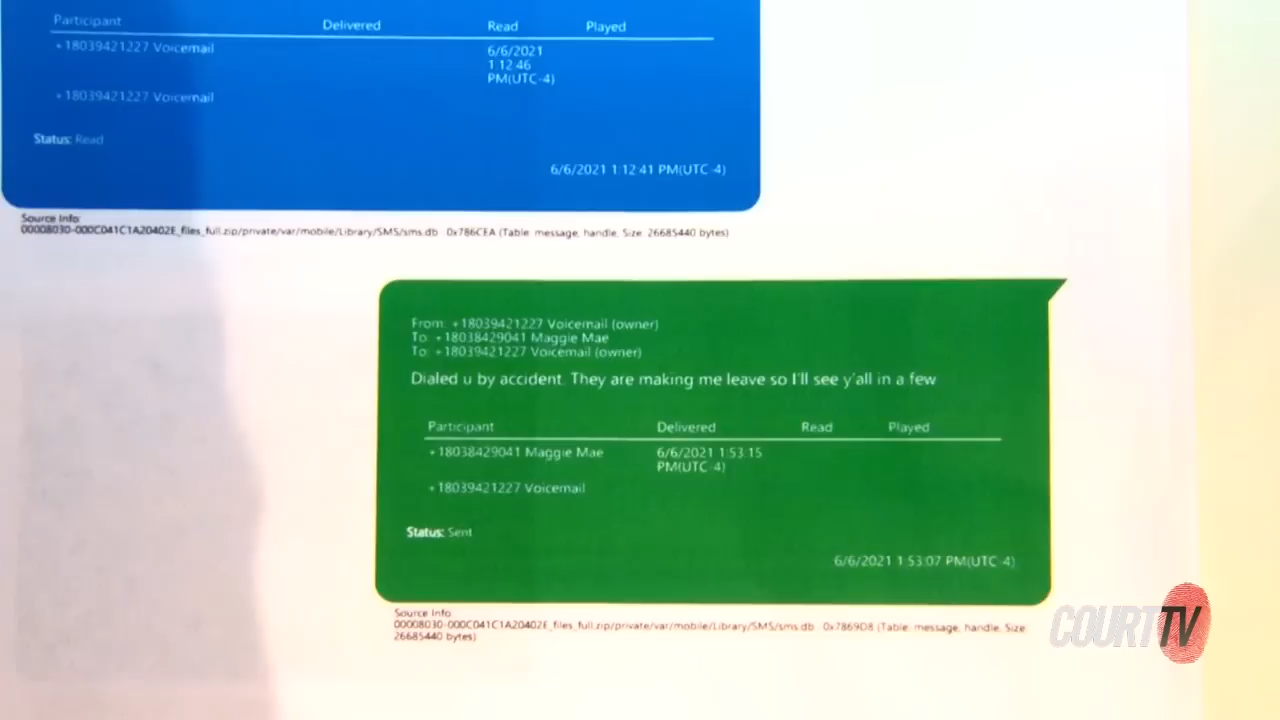 Participant Delivered Read Played
+18039421227 Voicemail 6/6/2021
1:12:46
PM(UTC-4)
+18039421227 Voicemail
Status: Read
6/6/2021 1:12:41 PM(UTC-4)
Source Info:
00008030-000C041C1A20402E_files_full.zip/private/var/mobile/Library/SMS/sms.db : 0x786CEA (Table: message, handle, Size: 26685440 bytes)
From: +18039421227 Voicemail (owner)
To: +18038429041 Maggie Mae
To: +18039421227 Voicemail (owner)
Dialed u by accident. They are making me leave so I'll see y'all in a few
Participant Delivered Read Played
+18038429041 Maggie Mae 6/6/2021 1:53:15
PM(UTC-4)
+18039421227 Voicemail
Status: Sent
6/6/2021 1:53:07 PM(UTC-4)
Source Info:
00008030-000C041C1A20402E_files_full.zip/private/var/mobile/Library/SMS/sms.db : 0x7869D8 (Table: message, handle, Size:
26685440 bytes)
COURT TV